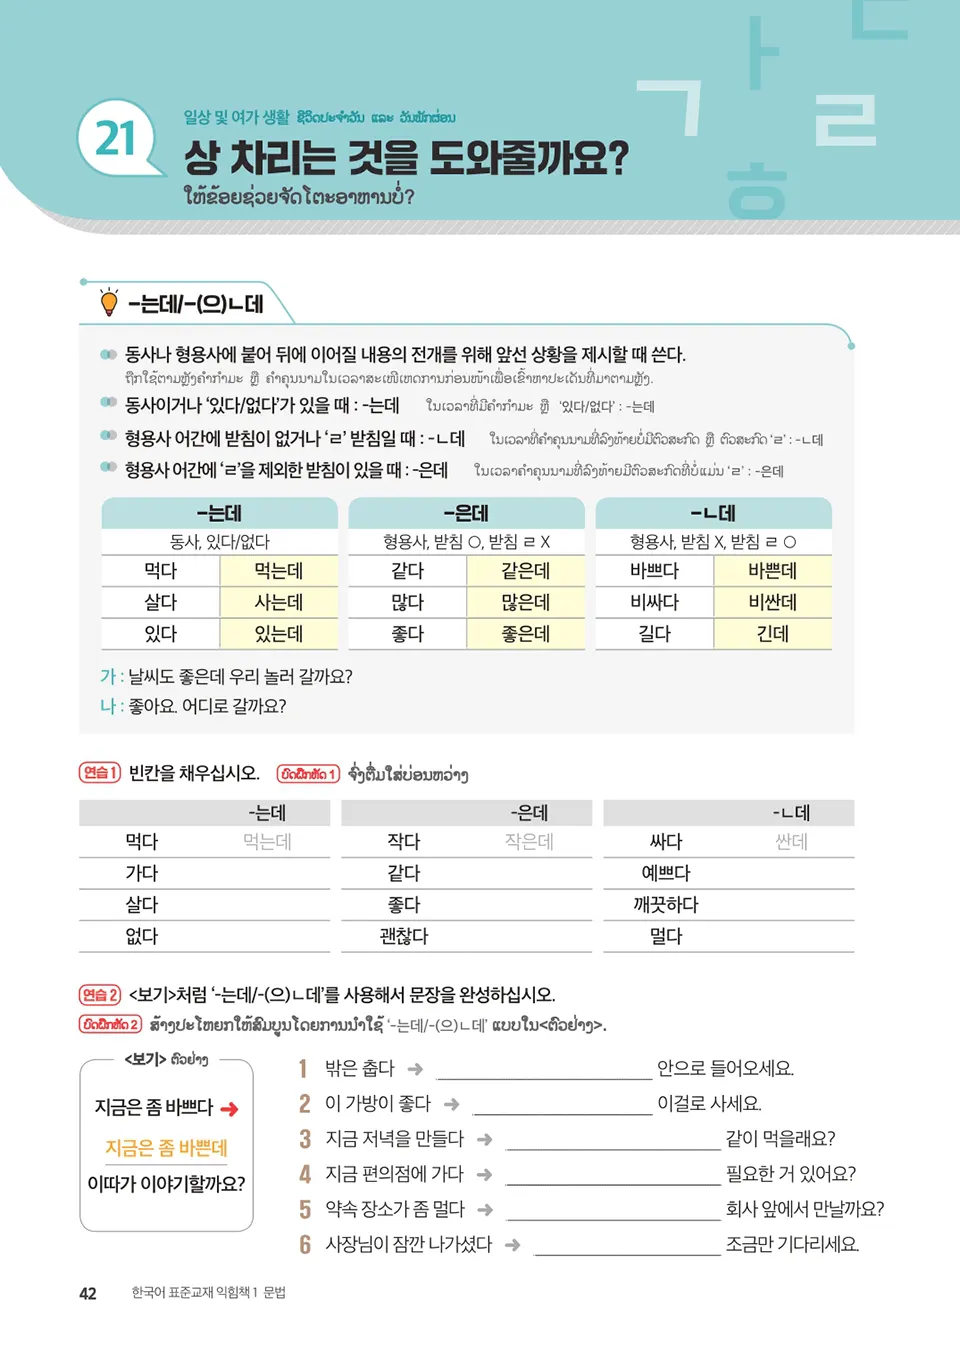 21
일상 및 여가 생활 ຊີວິດປະຈຳວັນ ແລະ ວັນພັກຜ່ອນ
상 차리는 것을 도와줄까요?
ໃຫ້ຂ້ອຍຊ່ວຍຈັດໂຕະອາຫານບໍ່?
ㄱ ㅏ ㄴ ㄹ ㅎ
-는데/-(으)ㄴ데
동사나 형용사에 붙어 뒤에 이어질 내용의 전개를 위해 앞선 상황을 제시할 때 쓴다.
ຖືກໃຊ້ຕາມຫຼັງຄຳກຳມະ ຫຼື ຄຳຄຸນນາມໃນເວລາສະເໜີເຫດການກ່ອນໜ້າເພື່ອເຂົ້າຫາປະເດັນທີ່ມາຕາມຫຼັງ.
동사이거나 ‘있다/없다’가 있을 때 : -는데 ໃນເວລາທີ່ມີຄຳກຳມະ ຫຼື ‘있다/없다’ : -는데
형용사 어간에 받침이 없거나 ‘ㄹ’ 받침일 때 : -ㄴ데 ໃນເວລາທີ່ຄຳຄຸນນາມທີ່ລົງທ້າຍບໍ່ມີຕົວສະກົດ ຫຼື ຕົວສະກົດ ‘ㄹ’ : -ㄴ데
형용사 어간에 ‘ㄹ’을 제외한 받침이 있을 때 : -은데 ໃນເວລາຄຳຄຸນນາມທີ່ລົງທ້າຍມີຕົວສະກົດທີ່ບໍ່ແມ່ນ ‘ㄹ’ : -은데
-는데 -은데 -ㄴ데
동사, 있다/없다 형용사, 받침 O, 받침 ㄹ X 형용사, 받침 X, 받침 ㄹ O
먹다 먹는데 같다 같은데 바쁘다 바쁜데
살다 사는데 많다 많은데 비싸다 비싼데
있다 있는데 좋다 좋은데 길다 긴데
가 : 날씨도 좋은데 우리 놀러 갈까요?
나 : 좋아요. 어디로 갈까요?
연습 1 빈칸을 채우십시오. ບົດຝຶກຫັດ 1 ຈົ່ງຕື່ມໃສ່ບ່ອນຫວ່າງ
-는데 -은데 -ㄴ데
먹다 먹는데 작다 작은데 싸다 싼데
가다 같다 예쁘다
살다 좋다 깨끗하다
없다 괜찮다 멀다
연습 2 <보기>처럼 ‘-는데/-(으)ㄴ데’를 사용해서 문장을 완성하십시오.
ບົດຝຶກຫັດ 2 ສ້າງປະໂຫຍກໃຫ້ສົມບູນໂດຍການນຳໃຊ້ ‘-는데/-(으)ㄴ데’ ແບບໃນ<ຕົວຢ່າງ>.
<보기> ຕົວຢ່າງ
지금은 좀 바쁘다 ➜
지금은 좀 바쁜데
이따가 이야기할까요?
1 밖은 춥다 ➜ ____ 안으로 들어오세요.
2 이 가방이 좋다 ➜ ____ 이걸로 사세요.
3 지금 저녁을 만들다 ➜ ____ 같이 먹을래요?
4 지금 편의점에 가다 ➜ ____ 필요한 거 있어요?
5 약속 장소가 좀 멀다 ➜ ____ 회사 앞에서 만날까요?
6 사장님이 잠깐 나가셨다 ➜ ____ 조금만 기다리세요.
42 한국어 표준교재 익힘책 1 문법